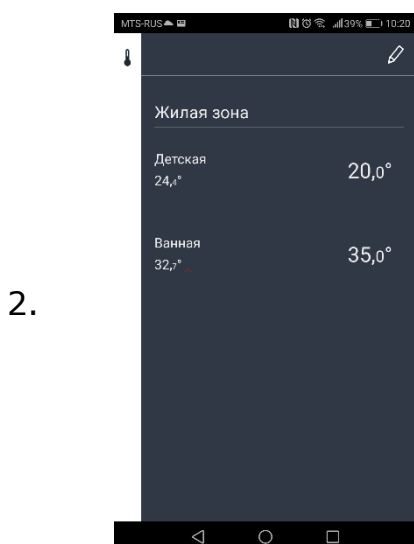 MTS-RUS 39% 10:20
Жилая зона
Детская
24,4°
20,0°
Ванная
32,7°
35,0°
2.